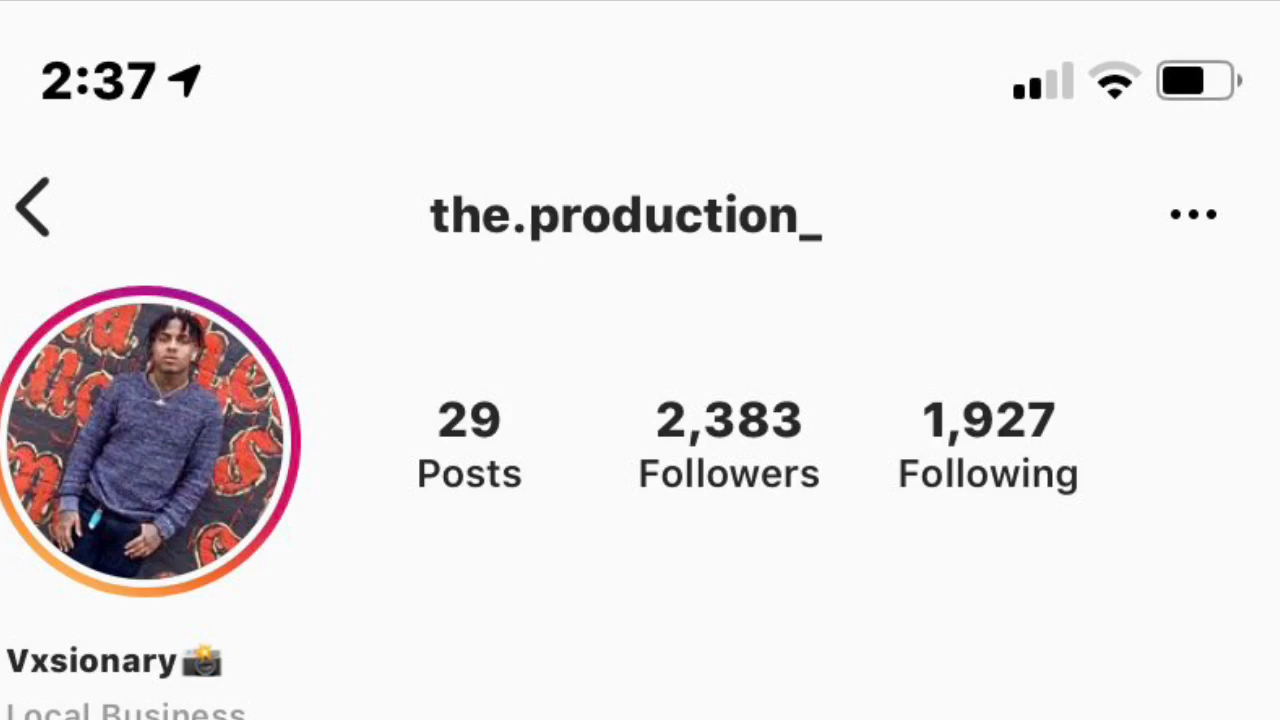 2:37
the.production_
29 2,383 1,927
Posts Followers Following
Vxsionary📸
Local Business